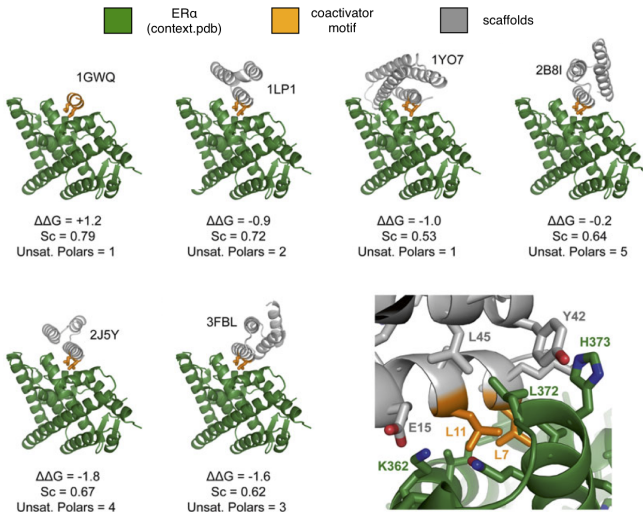 ERα
(context.pdb)
coactivator
motif
scaffolds
1GWQ
ΔΔG = +1.2
Sc = 0.79
Unsat. Polars = 1
1LP1
ΔΔG = -0.9
Sc = 0.72
Unsat. Polars = 2
1YO7
ΔΔG = -1.0
Sc = 0.53
Unsat. Polars = 1
2B8I
ΔΔG = -0.2
Sc = 0.64
Unsat. Polars = 5
2J5Y
ΔΔG = -1.8
Sc = 0.67
Unsat. Polars = 4
3FBL
ΔΔG = -1.6
Sc = 0.62
Unsat. Polars = 3
Y42
L45
H373
L372
E15
L11
L7
K362